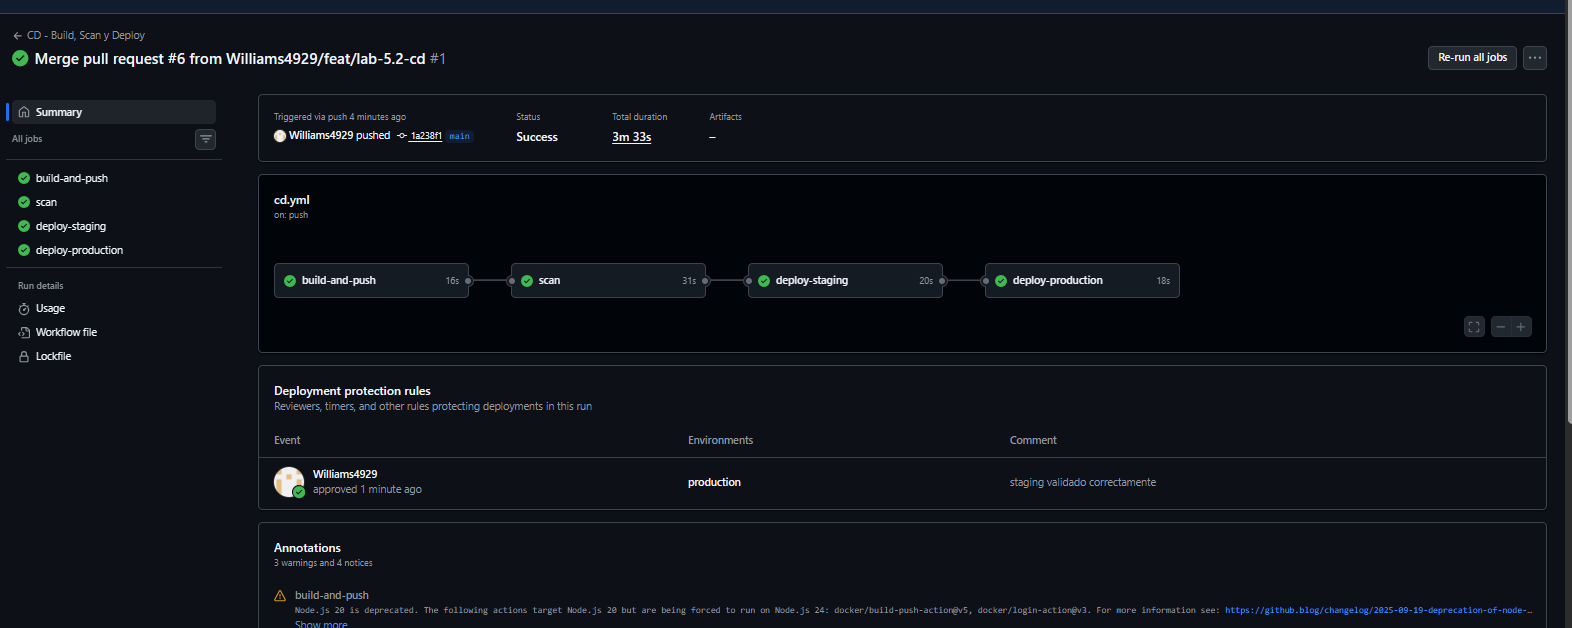 ← CD - Build, Scan y Deploy
Merge pull request #6 from Williams4929/feat/lab-5.2-cd #1
Re-run all jobs
...
Summary
All jobs
build-and-push
scan
deploy-staging
deploy-production
Run details
Usage
Workflow file
Lockfile
Triggered via push 4 minutes ago
Williams4929 pushed 1a238f1 main
Status
Success
Total duration
3m 33s
Artifacts
–
cd.yml
on: push
build-and-push 16s
scan 31s
deploy-staging 20s
deploy-production 18s
Deployment protection rules
Reviewers, timers, and other rules protecting deployments in this run
Event Environments Comment
Williams4929
approved 1 minute ago
production
staging validado correctamente
Annotations
3 warnings and 4 notices
build-and-push
Node.js 20 is deprecated. The following actions target Node.js 20 but are being forced to run on Node.js 24: docker/build-push-action@v5, docker/login-action@v3. For more information see: https://github.blog/changelog/2025-09-19-deprecation-of-node-…
Show more